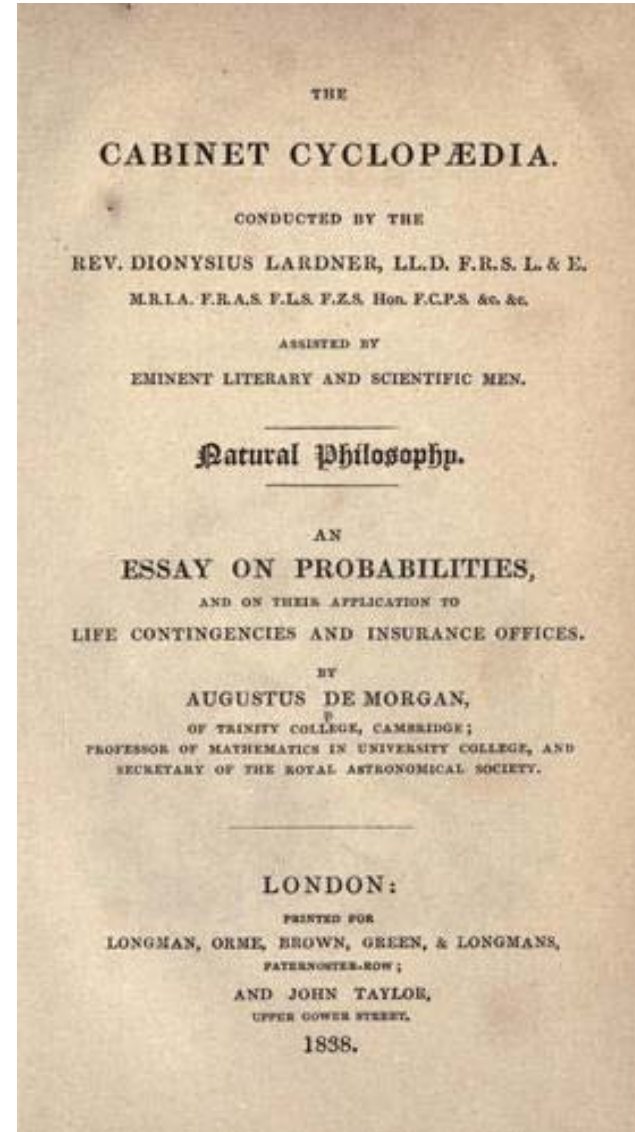 THE
CABINET CYCLOPÆDIA.
CONDUCTED BY THE
REV. DIONYSIUS LARDNER, LL.D. F.R.S. L. & E.
M.R.I.A. F.R.A.S. F.L.S. F.Z.S. Hon. F.C.P.S. &c. &c.
ASSISTED BY
EMINENT LITERARY AND SCIENTIFIC MEN.
Natural Philosophy.
AN
ESSAY ON PROBABILITIES,
AND ON THEIR APPLICATION TO
LIFE CONTINGENCIES AND INSURANCE OFFICES.
BY
AUGUSTUS DE MORGAN,
OF TRINITY COLLEGE, CAMBRIDGE;
PROFESSOR OF MATHEMATICS IN UNIVERSITY COLLEGE, AND
SECRETARY OF THE ROYAL ASTRONOMICAL SOCIETY.
LONDON:
PRINTED FOR
LONGMAN, ORME, BROWN, GREEN, & LONGMANS,
PATERNOSTER-ROW;
AND JOHN TAYLOR,
UPPER GOWER STREET.
1838.